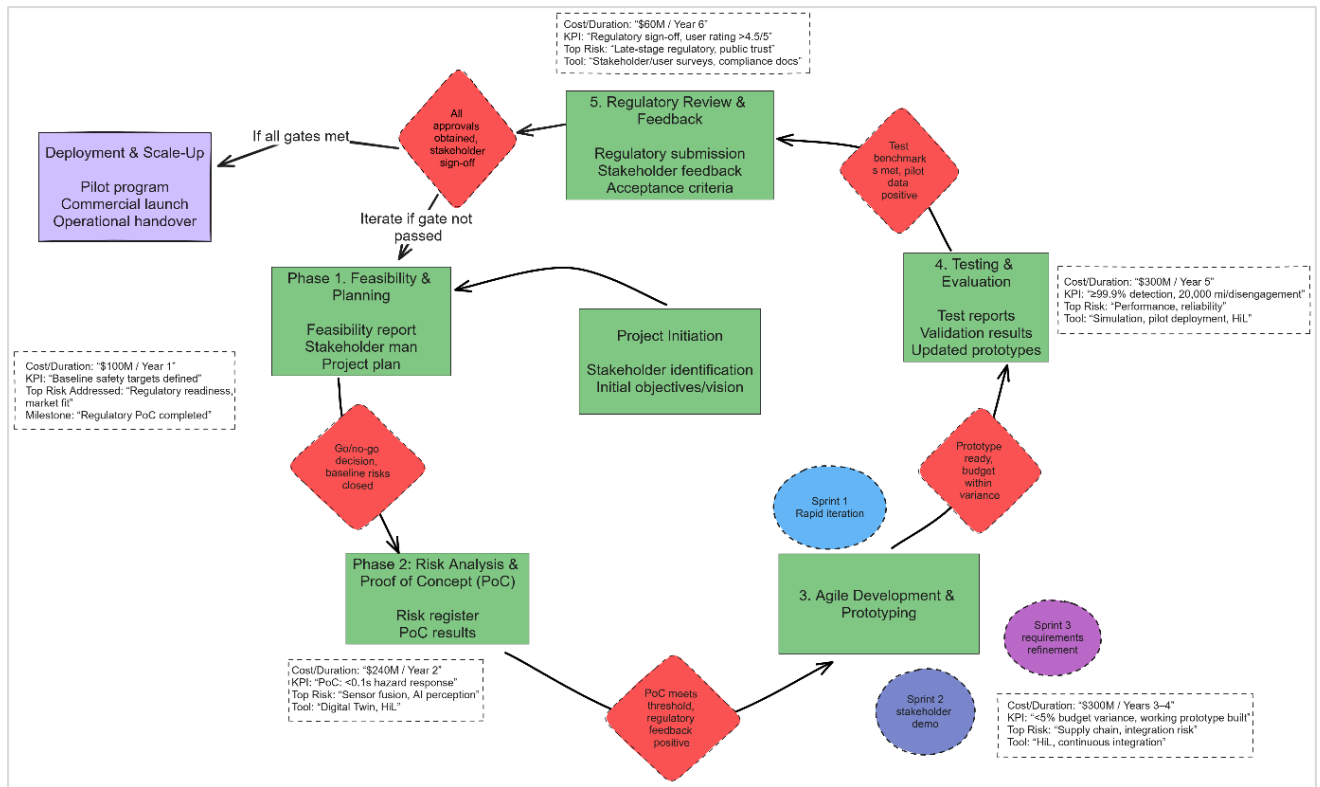 Cost/Duration: “$60M / Year 6”
KPI: “Regulatory sign-off, user rating >4.5/5”
Top Risk: “Late-stage regulatory, public trust”
Tool: “Stakeholder/user surveys, compliance docs”
5. Regulatory Review &
Feedback
Regulatory submission
Stakeholder feedback
Acceptance criteria
All
approvals
obtained,
stakeholder
sign-off
If all gates met
Deployment & Scale-Up
Pilot program
Commercial launch
Operational handover
Iterate if gate not
passed
Test
benchmark
s met, pilot
data
positive
4. Testing &
Evaluation
Test reports
Validation results
Updated prototypes
Cost/Duration: “$300M / Year 5”
KPI: “≥99.9% detection, 20,000 mi/disengagement”
Top Risk: “Performance, reliability”
Tool: “Simulation, pilot deployment, HiL”
Phase 1. Feasibility &
Planning
Feasibility report
Stakeholder man
Project plan
Project Initiation
Stakeholder identification
Initial objectives/vision
Cost/Duration: “$100M / Year 1”
KPI: “Baseline safety targets defined”
Top Risk Addressed: “Regulatory readiness,
market fit”
Milestone: “Regulatory PoC completed”
Go/no-go
decision,
baseline risks
closed
Prototype
ready, budget
within
variance
Sprint 1
Rapid iteration
Phase 2: Risk Analysis &
Proof of Concept (PoC)
Risk register
PoC results
3. Agile Development &
Prototyping
Sprint 3
requirements
refinement
Sprint 2
stakeholder
demo
Cost/Duration: “$240M / Year 2”
KPI: “PoC: <0.1s hazard response”
Top Risk: “Sensor fusion, AI perception”
Tool: “Digital Twin, HiL”
PoC meets
threshold,
regulatory
feedback
positive
Cost/Duration: “$300M / Years 3–4”
KPI: “<5% budget variance, working prototype built”
Top Risk: “Supply chain, integration risk”
Tool: “HiL, continuous integration”